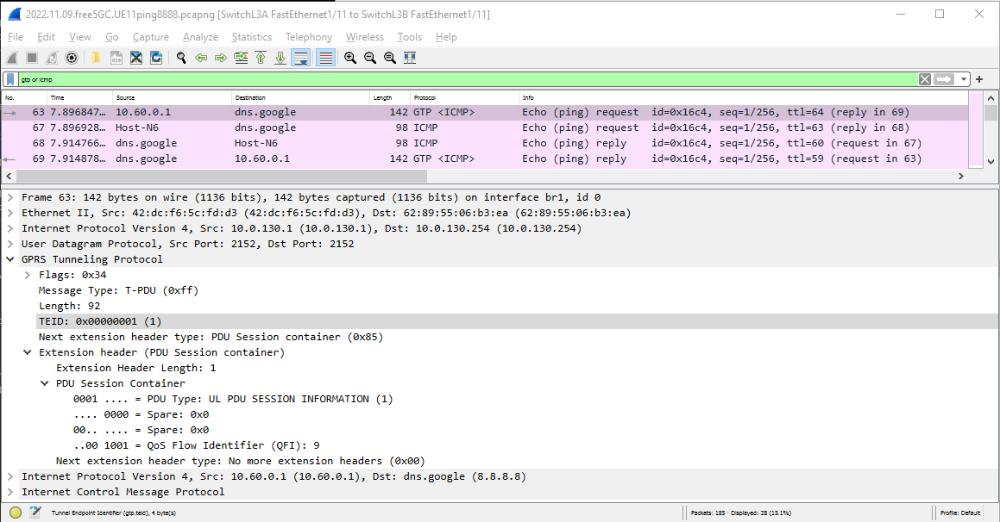 2022.11.09.free5GC.UE11ping8888.pcapng [SwitchL3A FastEthernet1/11 to SwitchL3B FastEthernet1/11]
File Edit View Go Capture Analyze Statistics Telephony Wireless Tools Help
gtp or icmp
No. Time Source Destination Length Protocol Info
63 7.896847… 10.60.0.1 dns.google 142 GTP <ICMP> Echo (ping) request id=0x16c4, seq=1/256, ttl=64 (reply in 69)
67 7.896928… Host-N6 dns.google 98 ICMP Echo (ping) request id=0x16c4, seq=1/256, ttl=63 (reply in 68)
68 7.914766… dns.google Host-N6 98 ICMP Echo (ping) reply id=0x16c4, seq=1/256, ttl=60 (request in 67)
69 7.914878… dns.google 10.60.0.1 142 GTP <ICMP> Echo (ping) reply id=0x16c4, seq=1/256, ttl=59 (request in 63)
Frame 63: 142 bytes on wire (1136 bits), 142 bytes captured (1136 bits) on interface br1, id 0
Ethernet II, Src: 42:dc:f6:5c:fd:d3 (42:dc:f6:5c:fd:d3), Dst: 62:89:55:06:b3:ea (62:89:55:06:b3:ea)
Internet Protocol Version 4, Src: 10.0.130.1 (10.0.130.1), Dst: 10.0.130.254 (10.0.130.254)
User Datagram Protocol, Src Port: 2152, Dst Port: 2152
GPRS Tunneling Protocol
Flags: 0x34
Message Type: T-PDU (0xff)
Length: 92
TEID: 0x00000001 (1)
Next extension header type: PDU Session container (0x85)
Extension header (PDU Session container)
Extension Header Length: 1
PDU Session Container
0001 .... = PDU Type: UL PDU SESSION INFORMATION (1)
.... 0000 = Spare: 0x0
00.. .... = Spare: 0x0
..00 1001 = QoS Flow Identifier (QFI): 9
Next extension header type: No more extension headers (0x00)
Internet Protocol Version 4, Src: 10.60.0.1 (10.60.0.1), Dst: dns.google (8.8.8.8)
Internet Control Message Protocol
Tunnel Endpoint Identifier (gtp.teid), 4 byte(s) Packets: 185 · Displayed: 28 (15.1%) Profile: Default